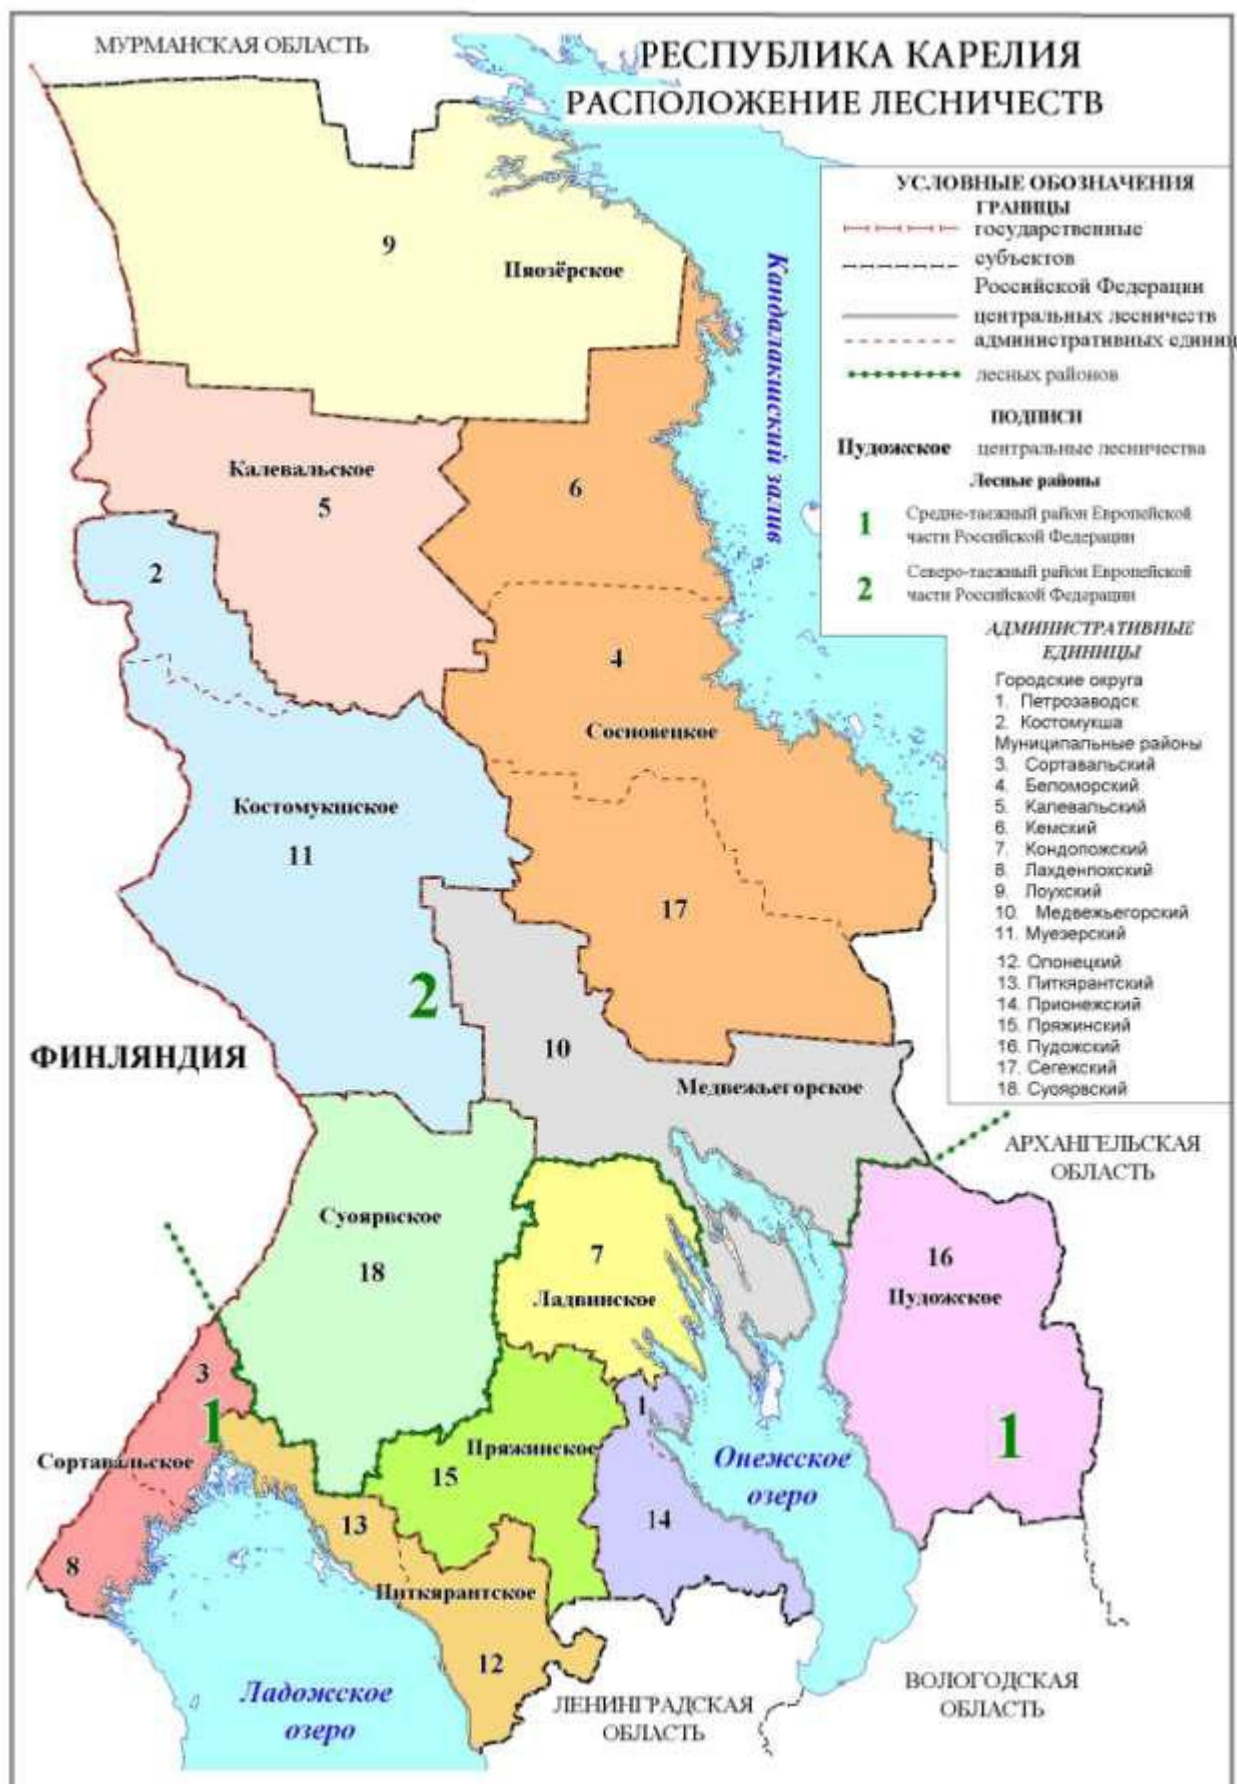 МУРМАНСКАЯ ОБЛАСТЬ
РЕСПУБЛИКА КАРЕЛИЯ
РАСПОЛОЖЕНИЕ ЛЕСНИЧЕСТВ
УСЛОВНЫЕ ОБОЗНАЧЕНИЯ
ГРАНИЦЫ
государственные
субъектов
Российской Федерации
центральных лесничеств
административных единиц
лесных районов
ПОДПИСИ
Пудожское центральные лесничества
Лесные районы
1 Средне-таежный район Европейской
части Российской Федерации
2 Северо-таежный район Европейской
части Российской Федерации
АДМИНИСТРАТИВНЫЕ
ЕДИНИЦЫ
Городские округа
1. Петрозаводск
2. Костомукша
Муниципальные районы
3. Сортавальский
4. Беломорский
5. Калевальский
6. Кемский
7. Кондопожский
8. Лахденпохский
9. Лоухский
10. Медвежьегорский
11. Муезерский
12. Олонецкий
13. Питкярантский
14. Прионежский
15. Пряжинский
16. Пудожский
17. Сегежский
18. Суоярвский
9
Пяозёрское
Кандалакшский залив
Калевальское
5
6
2
4
Сосновецкое
Костомукшское
11
17
2
ФИНЛЯНДИЯ
10
Медвежьегорское
АРХАНГЕЛЬСКАЯ
ОБЛАСТЬ
Суоярвское
18
7
Ладвинское
16
Пудожское
3
1
1
1
Сортавальское
Пряжинское
15
Онежское
озеро
13
14
8
Питкярантское
12
Ладожское
озеро
ЛЕНИНГРАДСКАЯ
ОБЛАСТЬ
ВОЛОГОДСКАЯ
ОБЛАСТЬ